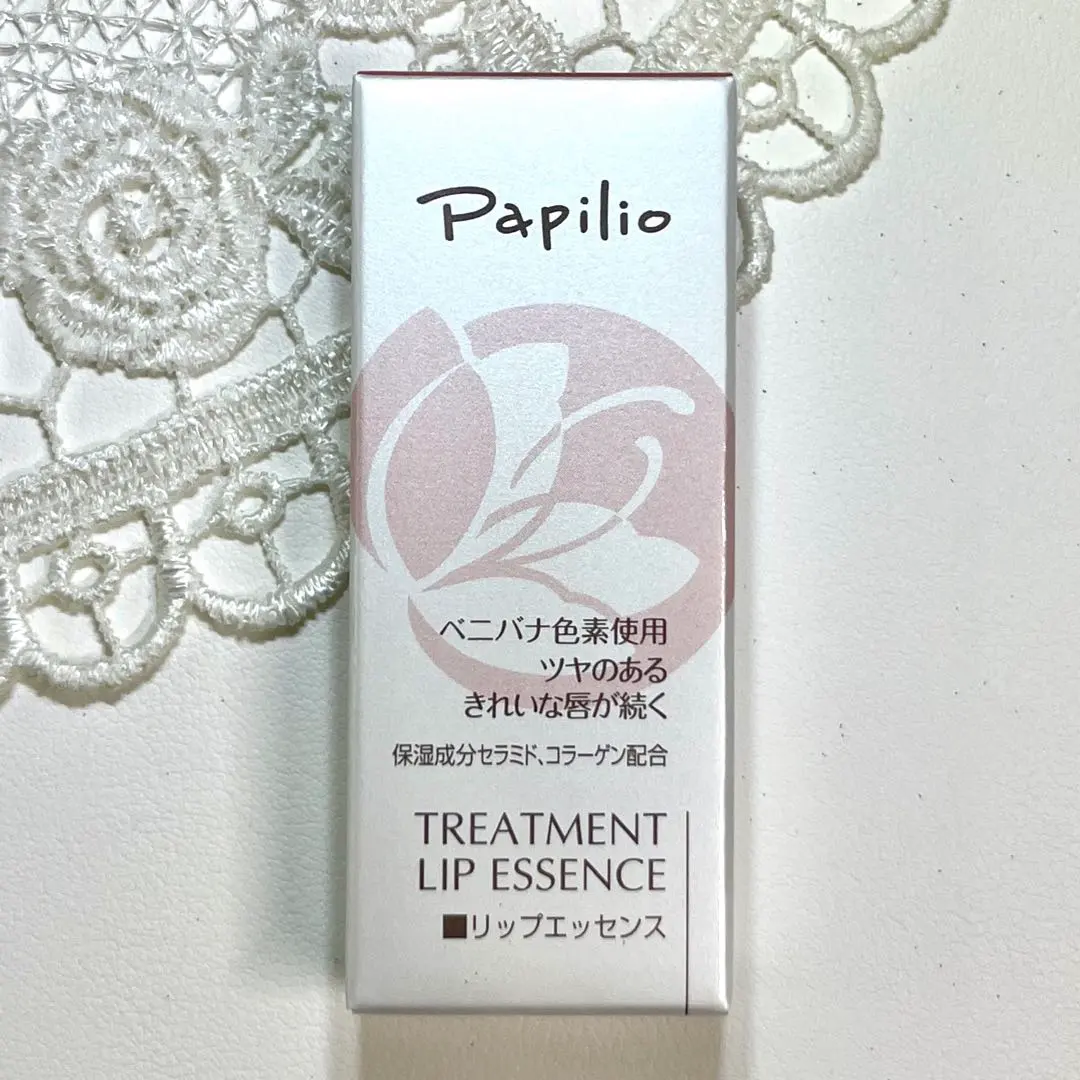 Papilio
ベニバナ色素使用
ツヤのある
きれいな唇が続く
保湿成分セラミド、コラーゲン配合
TREATMENT
LIP ESSENCE
■リップエッセンス